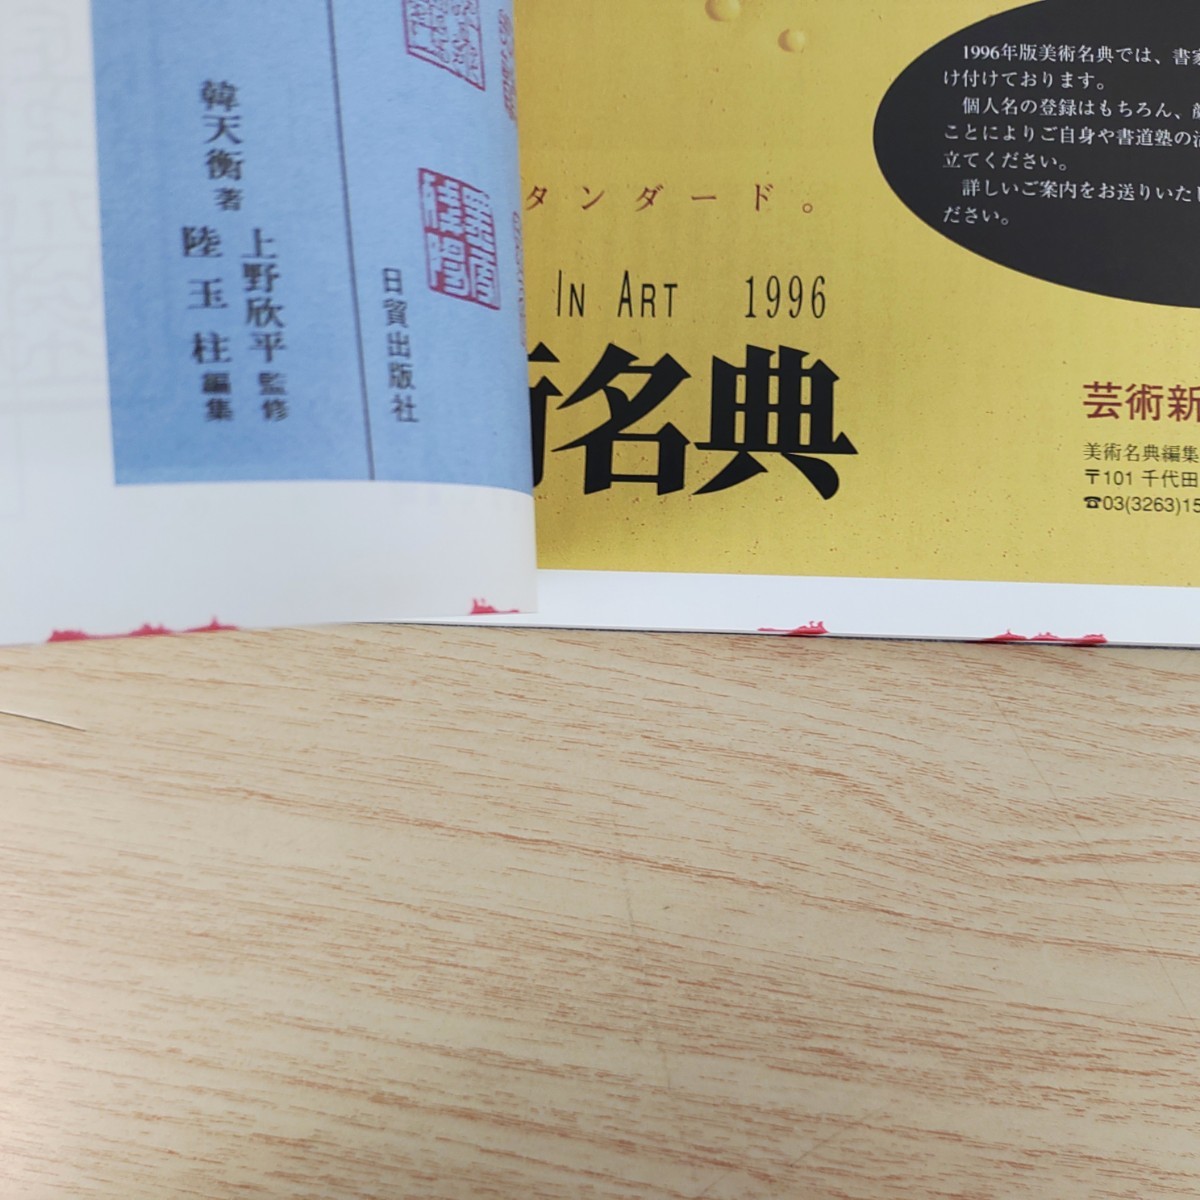 韓天衡 著
上野欣平 監修
陸玉柱 編集
日貿出版社
タンダード。
IN ART 1996
術名典
1996年版美術名典では、書家
け付けております。
個人名の登録はもちろん、
ことによりご自身や書道塾の
立てください。
詳しいご案内をお送りいたし
ださい。
芸術新
美術名典編集
〒101 千代田
☎03(3263)15